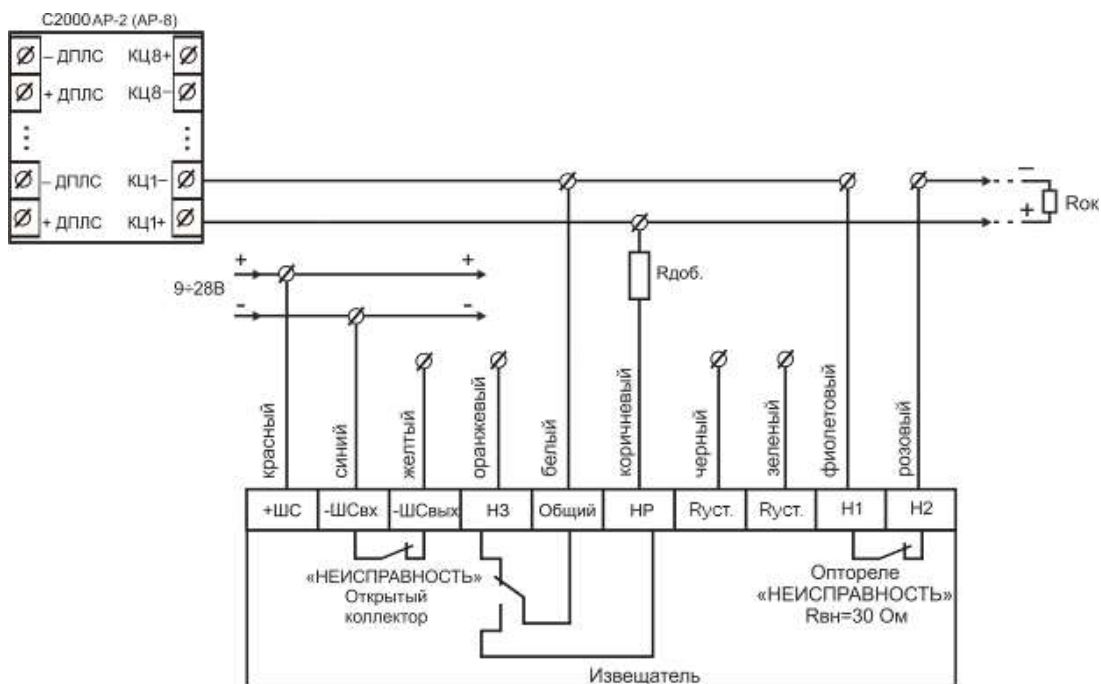 С2000 АР-2 (АР-8)
– ДПЛС КЦ8+
+ ДПЛС КЦ8–
– ДПЛС КЦ1–
+ ДПЛС КЦ1+
–
+
Rок
+ +
9÷28В
- -
Rдоб.
красный
синий
желтый
оранжевый
белый
коричневый
черный
зеленый
фиолетовый
розовый
+ШС -ШСвх -ШСвых НЗ Общий НР Rуст. Rуст. Н1 Н2
«НЕИСПРАВНОСТЬ»
Открытый
коллектор
Оптореле
«НЕИСПРАВНОСТЬ»
Rвн=30 Ом
Извещатель